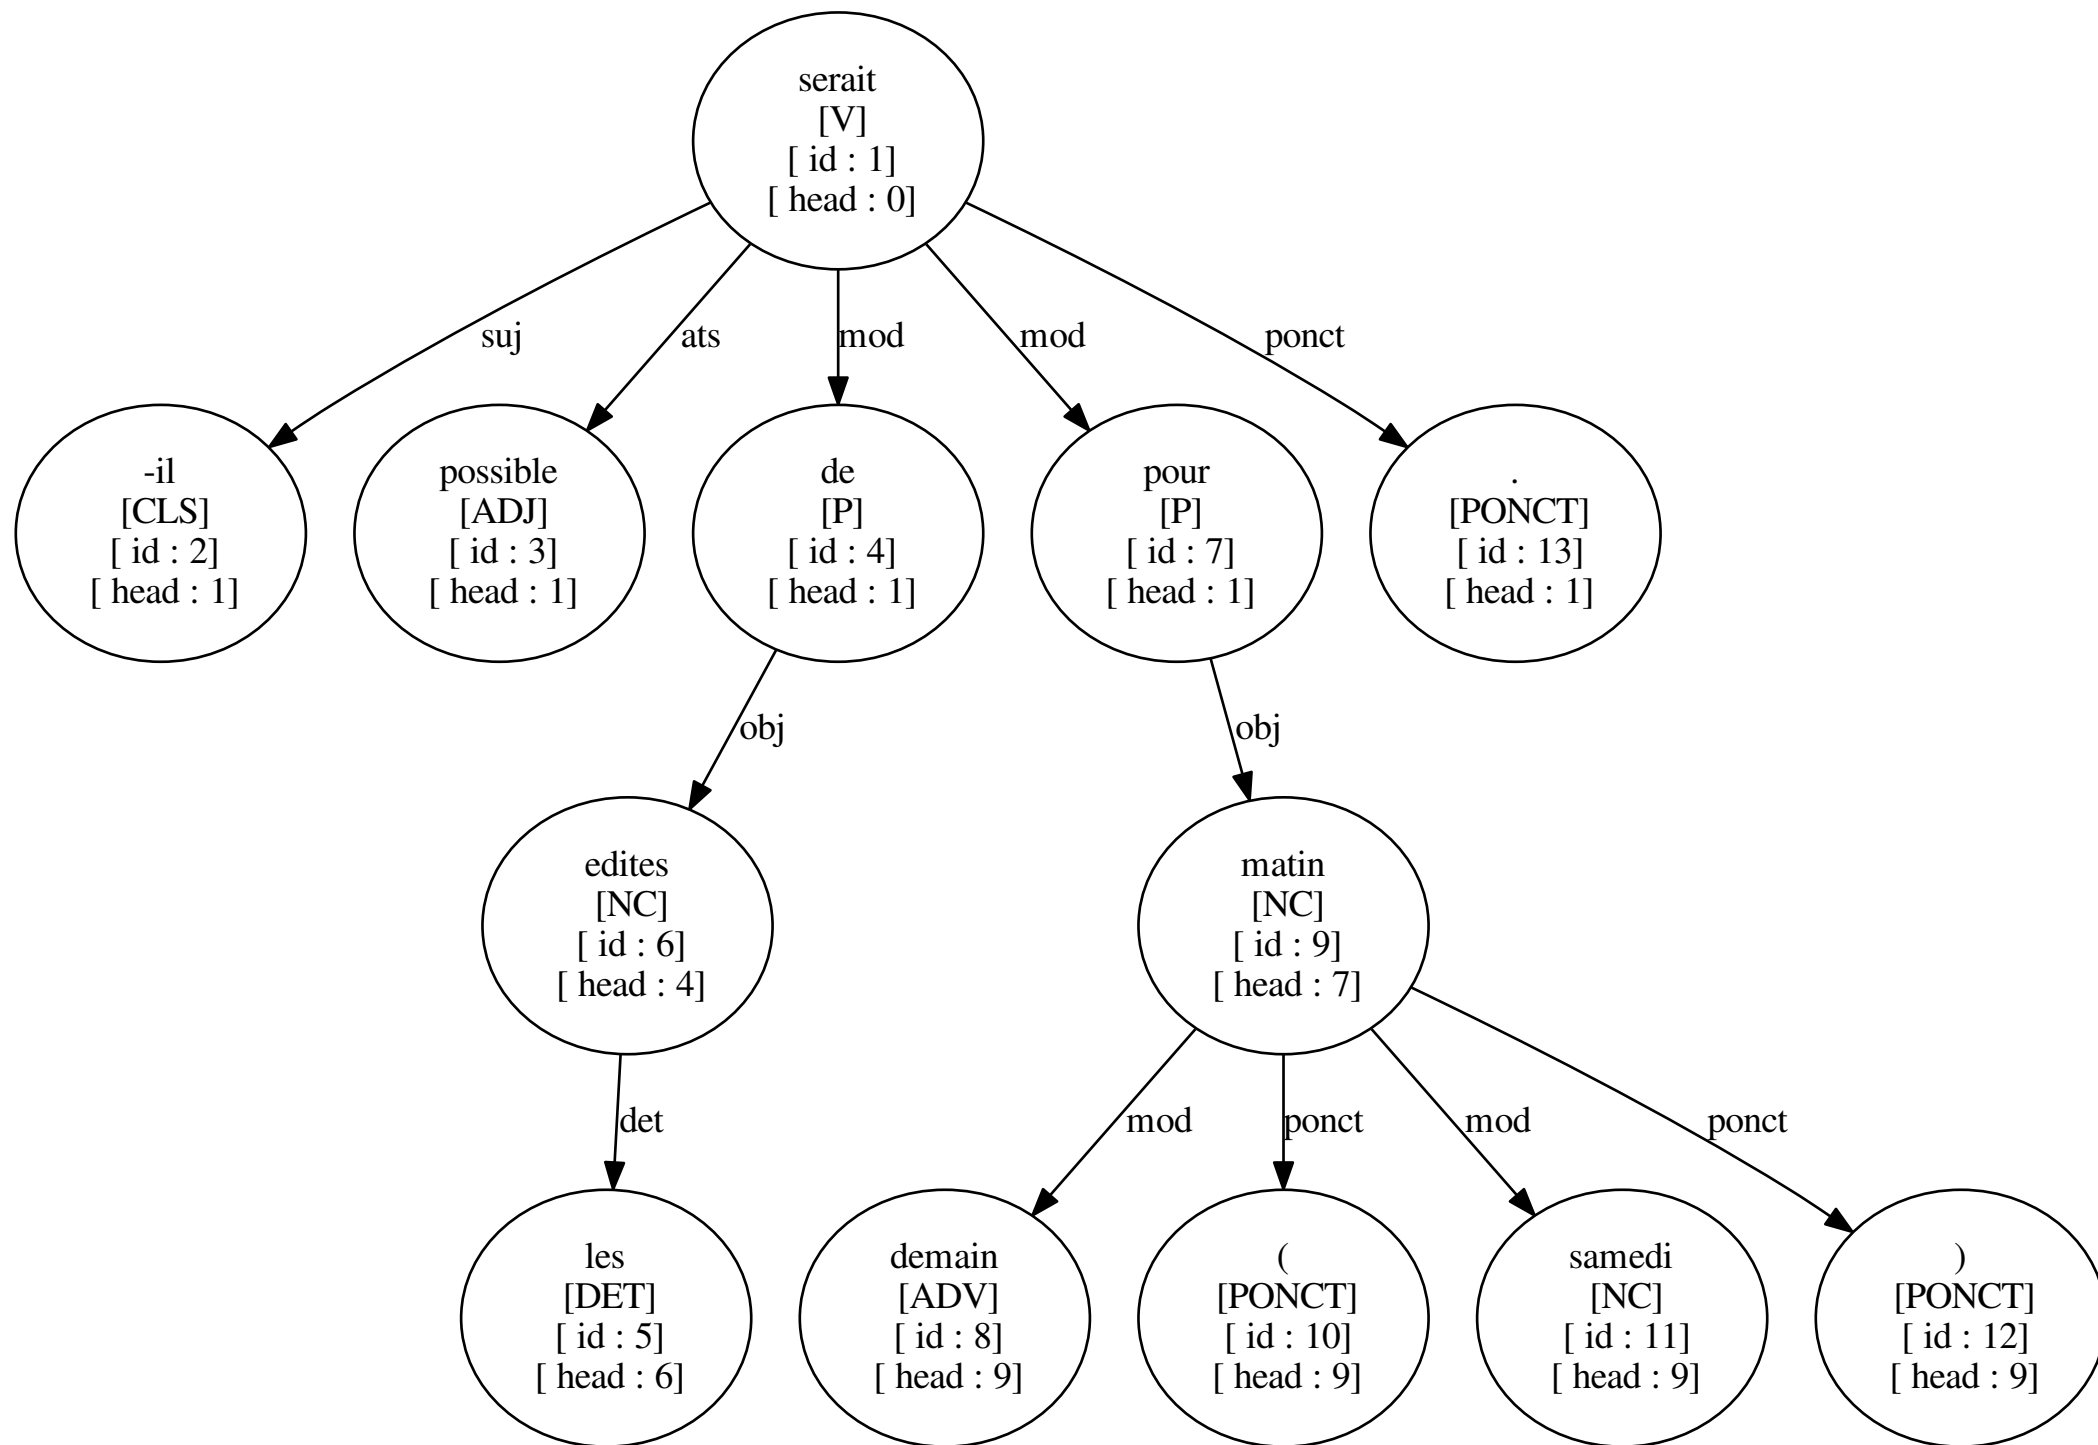 serait
[V]
[ id : 1]
[ head : 0]
suj
ats
mod
mod
ponct
-il
[CLS]
[ id : 2]
[ head : 1]
possible
[ADJ]
[ id : 3]
[ head : 1]
de
[P]
[ id : 4]
[ head : 1]
pour
[P]
[ id : 7]
[ head : 1]
.
[PONCT]
[ id : 13]
[ head : 1]
obj
obj
edites
[NC]
[ id : 6]
[ head : 4]
matin
[NC]
[ id : 9]
[ head : 7]
det
mod
ponct
mod
ponct
les
[DET]
[ id : 5]
[ head : 6]
demain
[ADV]
[ id : 8]
[ head : 9]
(
[PONCT]
[ id : 10]
[ head : 9]
samedi
[NC]
[ id : 11]
[ head : 9]
)
[PONCT]
[ id : 12]
[ head : 9]